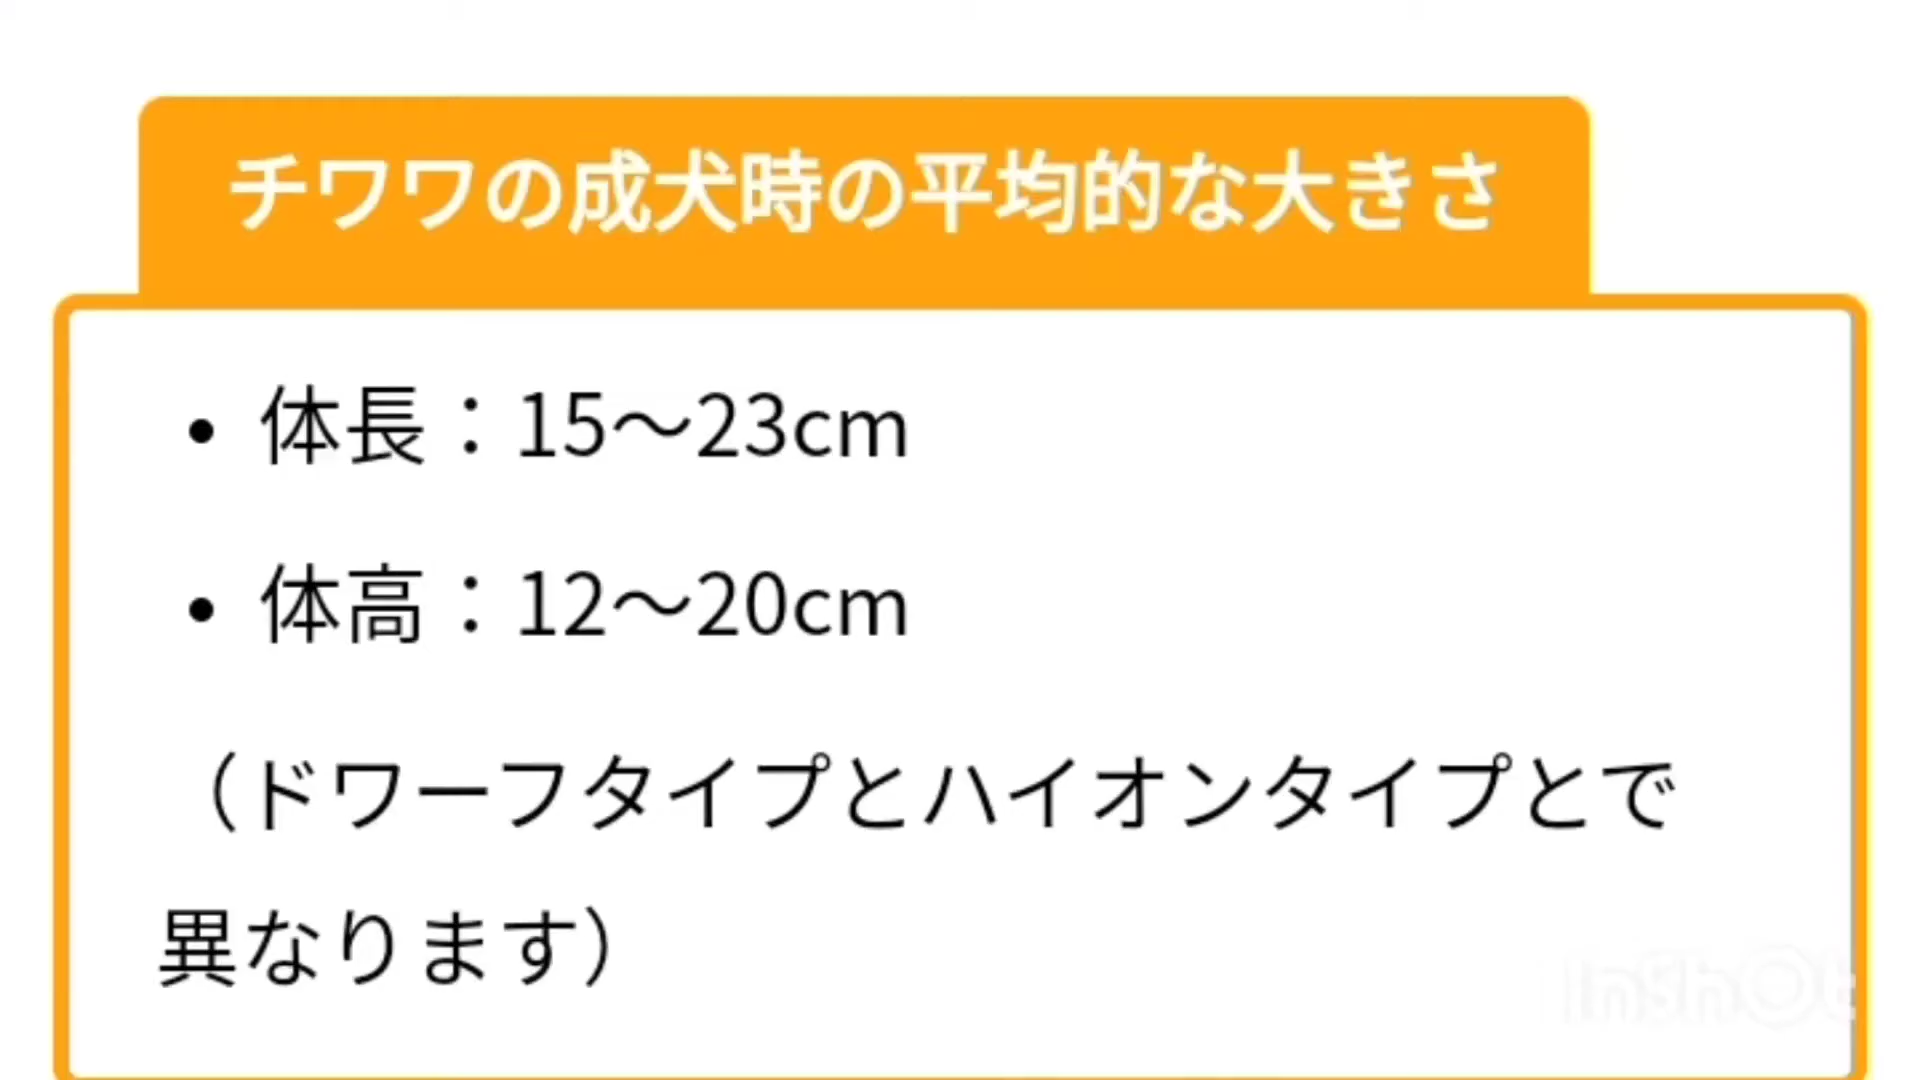 チワワの成犬時の平均的な大きさ
• 体長：15〜23cm
• 体高：12〜20cm
（ドワーフタイプとハイオンタイプとで
異なります）
InShOt